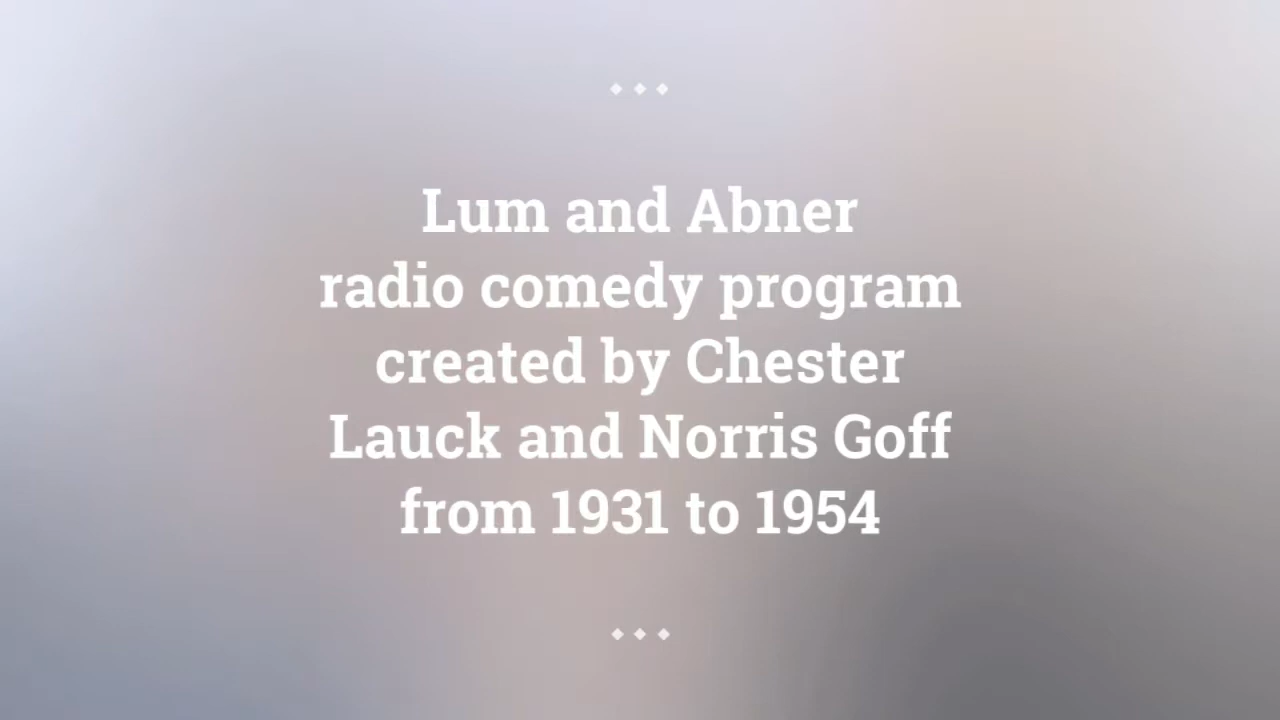 Lum and Abner
radio comedy program
created by Chester
Lauck and Norris Goff
from 1931 to 1954